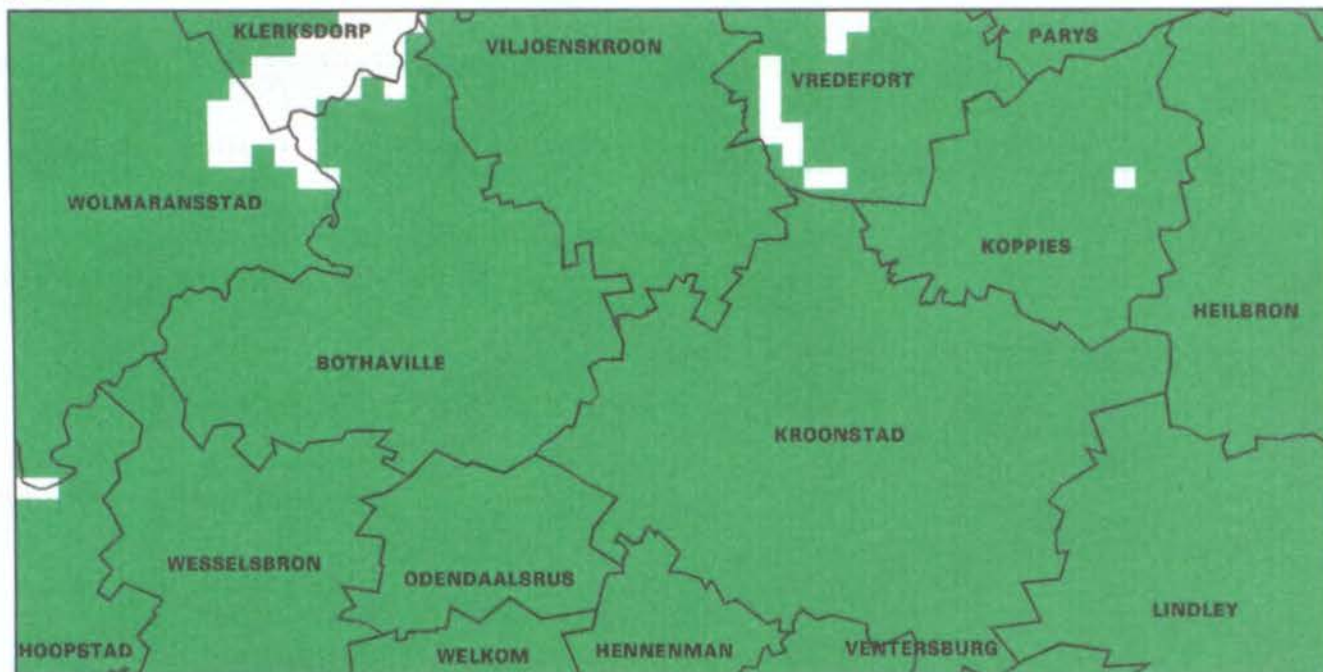 KLERKSDORP
VILJOENSKROON
PARYS
VREDEFORT
WOLMARANSSTAD
KOPPIES
HEILBRON
BOTHAVILLE
KROONSTAD
WESSELSBRON
ODENDAALSRUS
LINDLEY
HOOPSTAD
WELKOM
HENNENMAN
VENTERSBURG